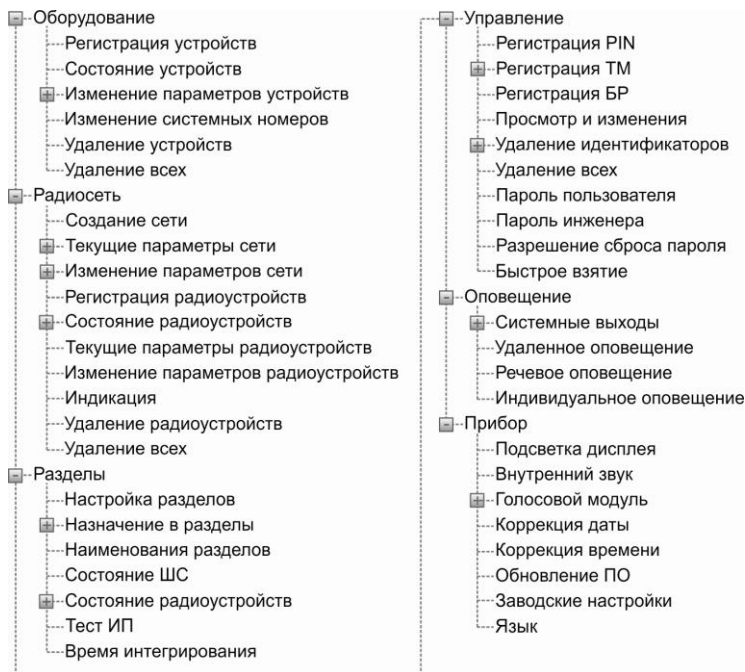 Оборудование
Регистрация устройств
Состояние устройств
Изменение параметров устройств
Изменение системных номеров
Удаление устройств
Удаление всех
Радиосеть
Создание сети
Текущие параметры сети
Изменение параметров сети
Регистрация радиоустройств
Состояние радиоустройств
Текущие параметры радиоустройств
Изменение параметров радиоустройств
Индикация
Удаление радиоустройств
Удаление всех
Разделы
Настройка разделов
Назначение в разделы
Наименования разделов
Состояние ШС
Состояние радиоустройств
Тест ИП
Время интегрирования
Управление
Регистрация PIN
Регистрация ТМ
Регистрация БР
Просмотр и изменения
Удаление идентификаторов
Удаление всех
Пароль пользователя
Пароль инженера
Разрешение сброса пароля
Быстрое взятие
Оповещение
Системные выходы
Удаленное оповещение
Речевое оповещение
Индивидуальное оповещение
Прибор
Подсветка дисплея
Внутренний звук
Голосовой модуль
Коррекция даты
Коррекция времени
Обновление ПО
Заводские настройки
Язык